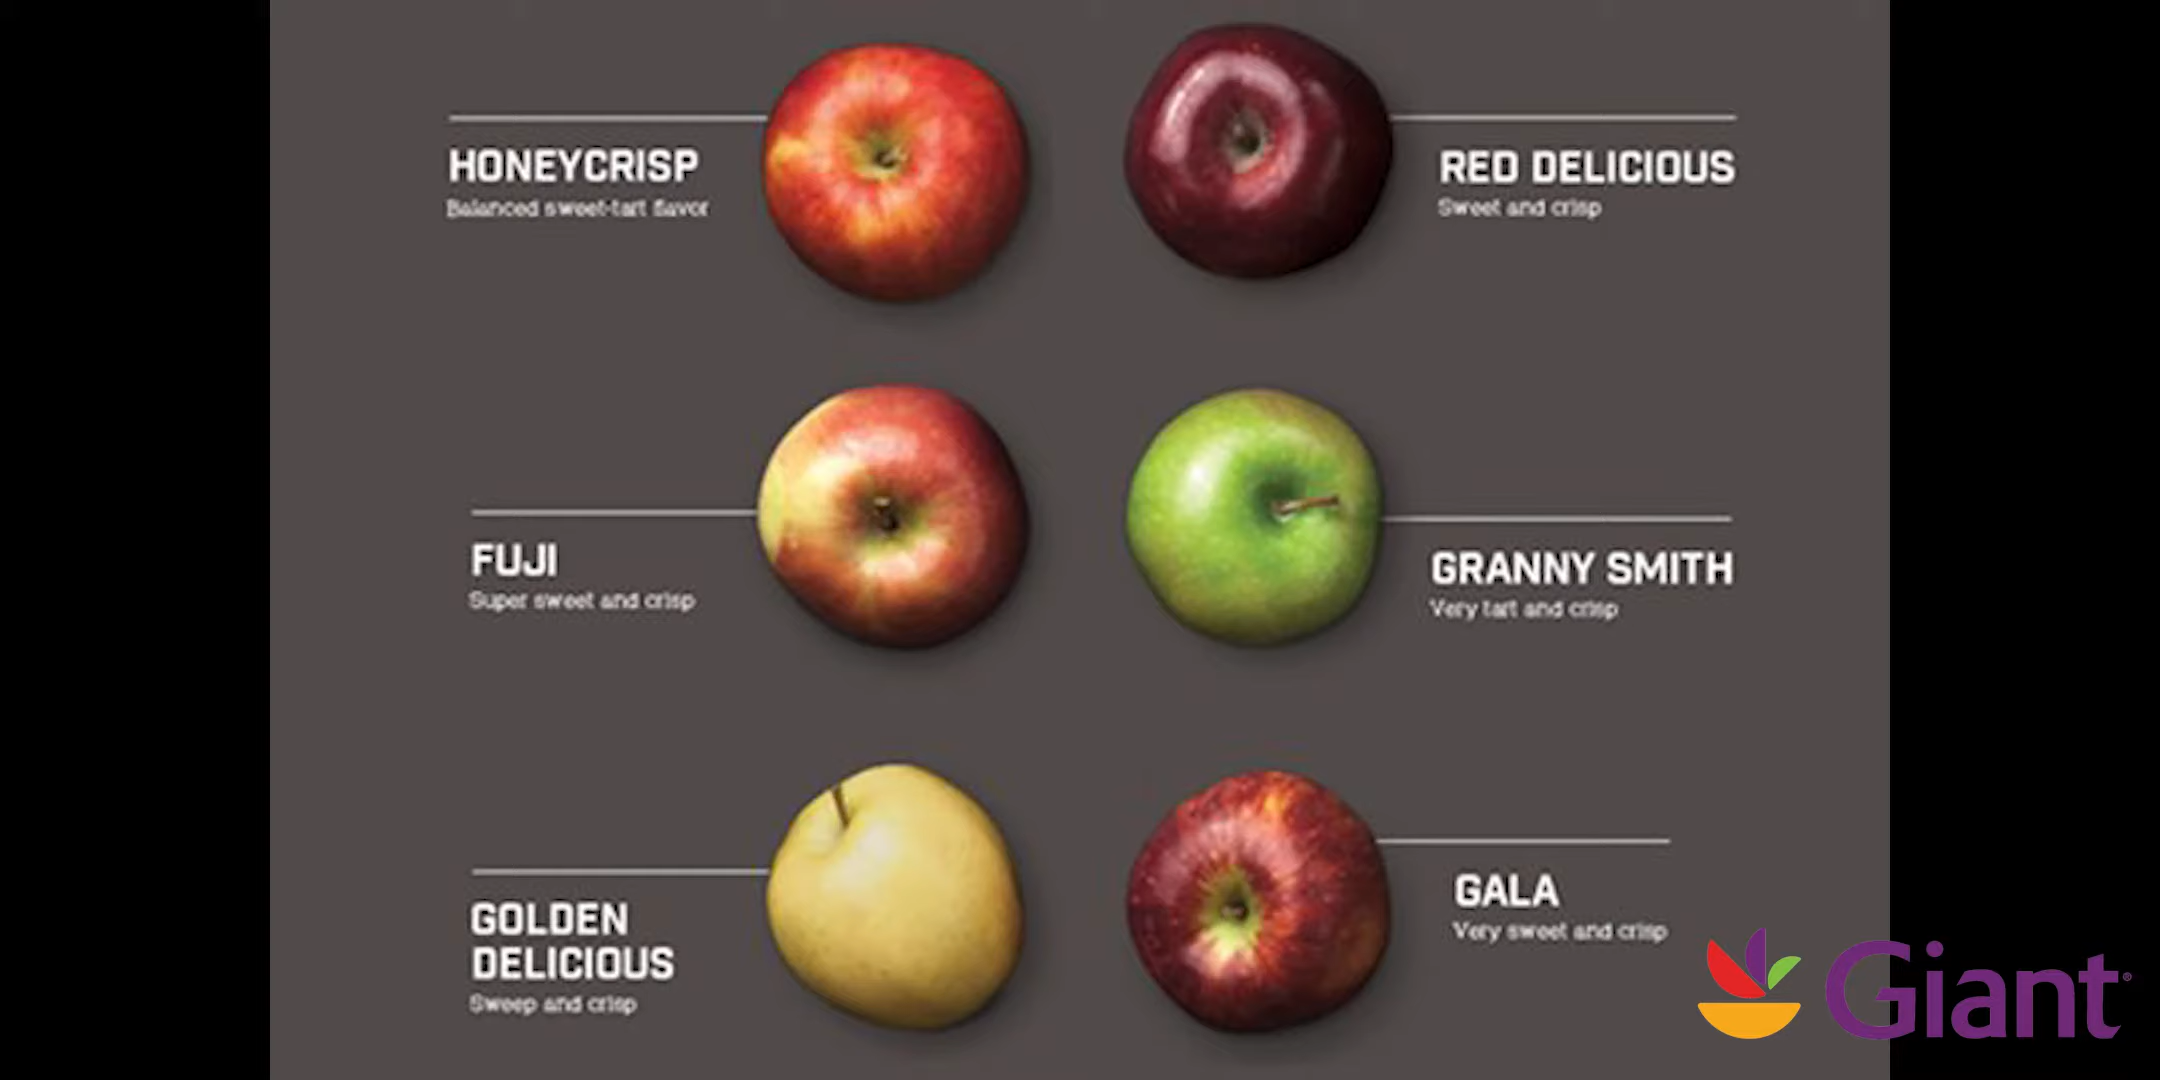 HONEYCRISP
Balanced sweet-tart flavor
RED DELICIOUS
Sweet and crisp
FUJI
Super sweet and crisp
GRANNY SMITH
Very tart and crisp
GOLDEN
DELICIOUS
Sweep and crisp
GALA
Very sweet and crisp
Giant